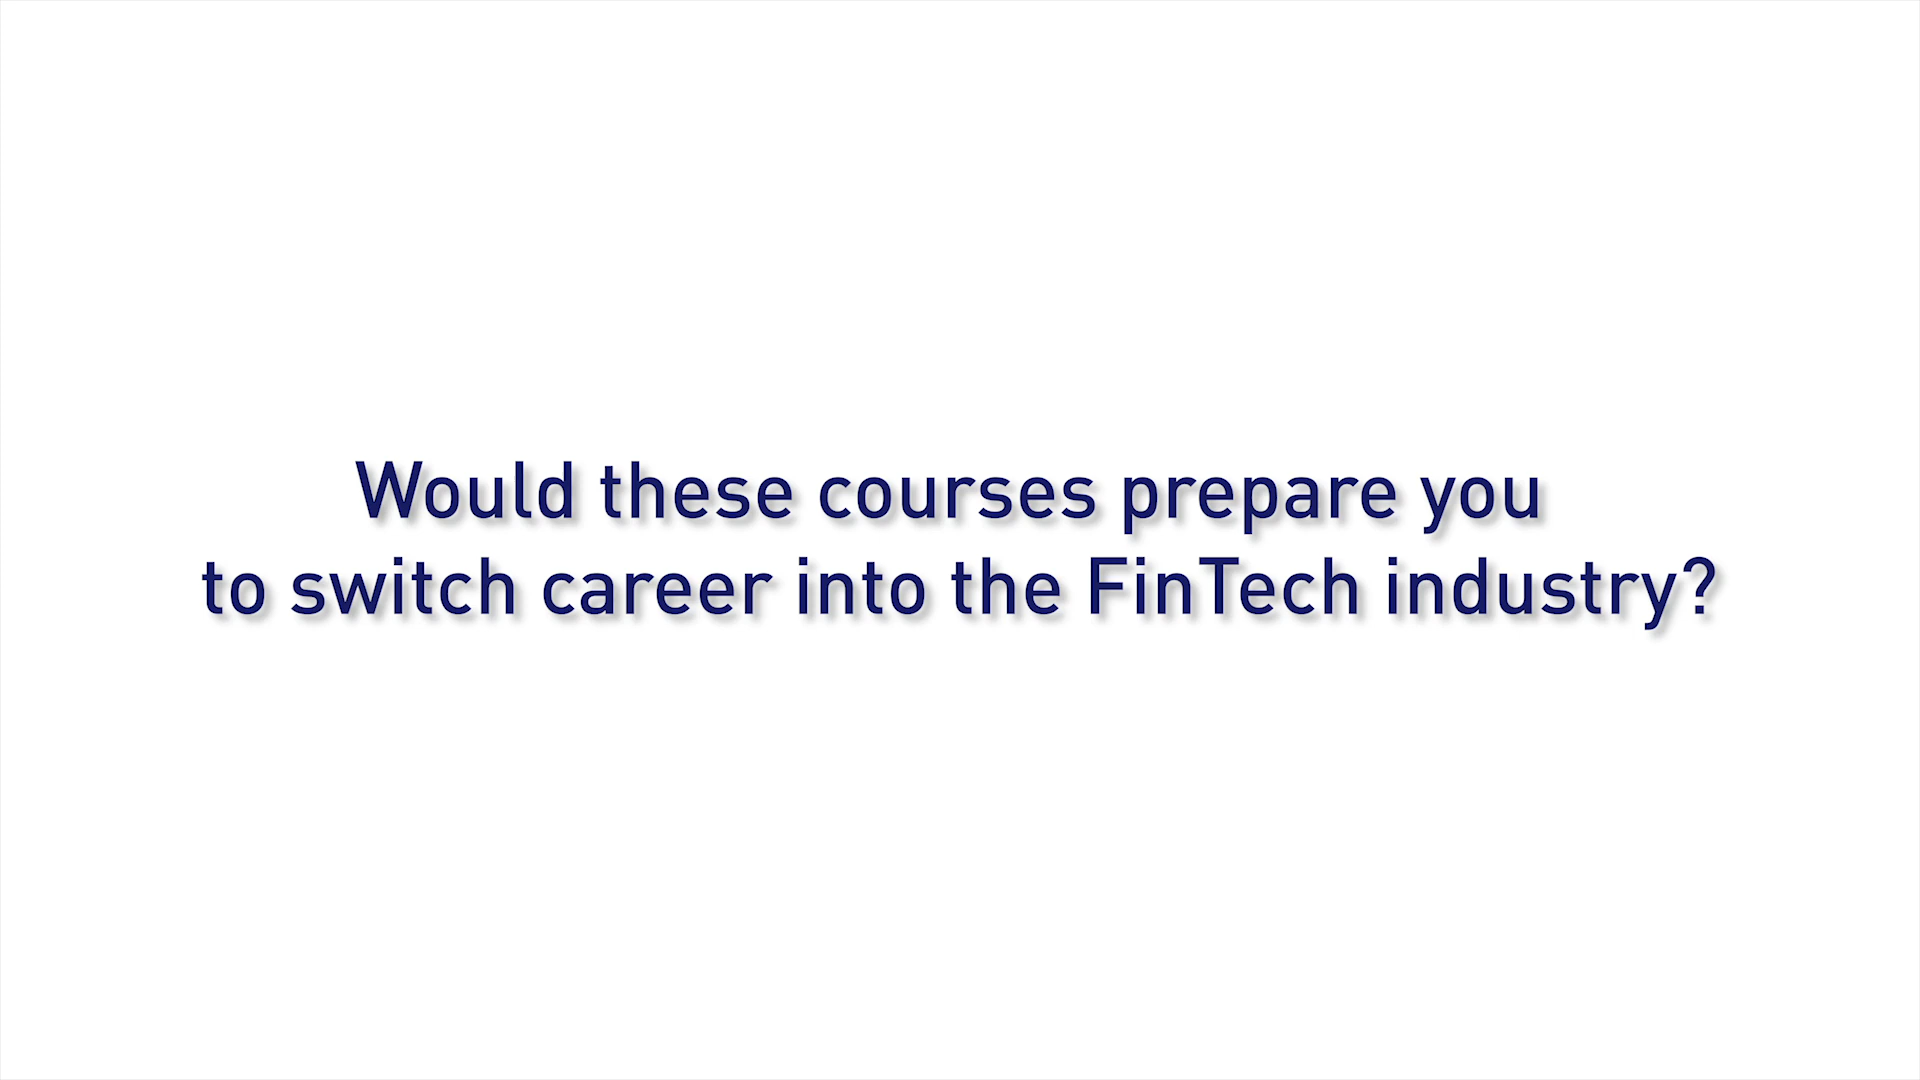 Would these courses prepare you
to switch career into the FinTech industry?